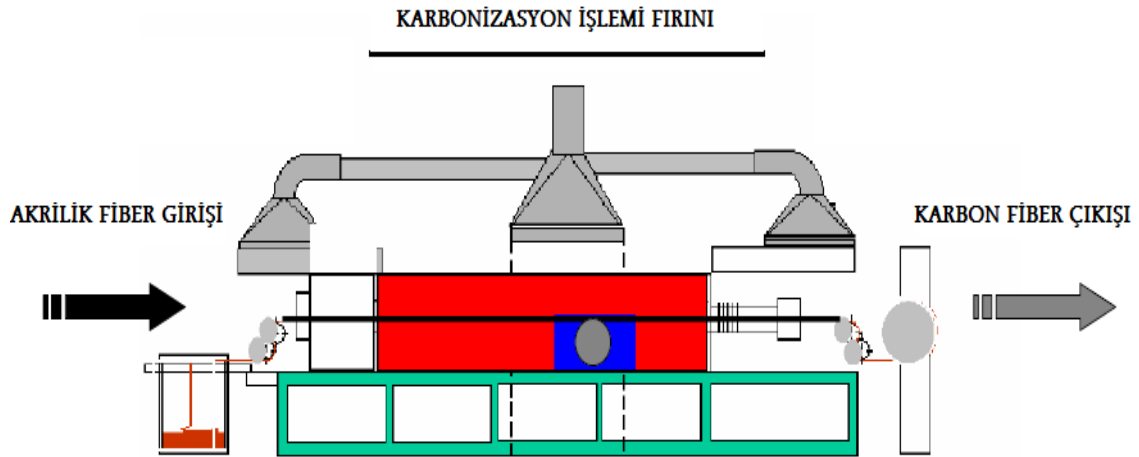 KARBONİZASYON İŞLEMİ FIRINI
AKRİLİK FİBER GİRİŞİ
KARBON FİBER ÇIKIŞI